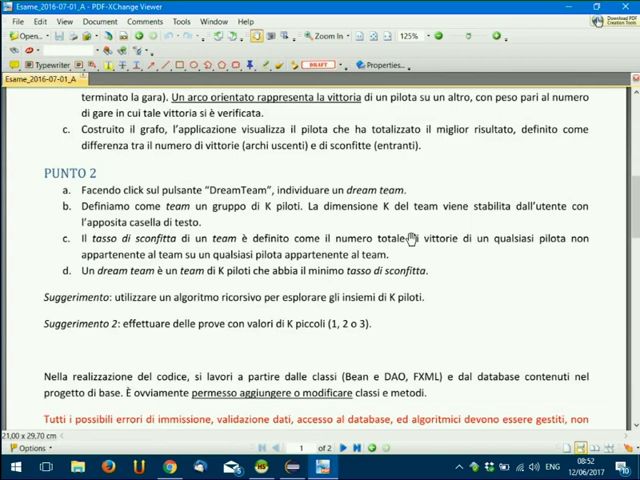 Esame_2016-07-01_A - PDF-XChange Viewer
File Edit View Document Comments Tools Window Help
Open... Zoom In 125%
Typewriter DRAFT Properties...
Esame_2016-07-01_A
terminato la gara). Un arco orientato rappresenta la vittoria di un pilota su un altro, con peso pari al numero
di gare in cui tale vittoria si è verificata.
c. Costruito il grafo, l'applicazione visualizza il pilota che ha totalizzato il miglior risultato, definito come
differenza tra il numero di vittorie (archi uscenti) e di sconfitte (entranti).
PUNTO 2
a. Facendo click sul pulsante "DreamTeam", individuare un dream team.
b. Definiamo come team un gruppo di K piloti. La dimensione K del team viene stabilita dall'utente con
l'apposita casella di testo.
c. Il tasso di sconfitta di un team è definito come il numero totale di vittorie di un qualsiasi pilota non
appartenente al team su un qualsiasi pilota appartenente al team.
d. Un dream team è un team di K piloti che abbia il minimo tasso di sconfitta.
Suggerimento: utilizzare un algoritmo ricorsivo per esplorare gli insiemi di K piloti.
Suggerimento 2: effettuare delle prove con valori di K piccoli (1, 2 o 3).
Nella realizzazione del codice, si lavori a partire dalle classi (Bean e DAO, FXML) e dal database contenuti nel
progetto di base. È ovviamente permesso aggiungere o modificare classi e metodi.
Tutti i possibili errori di immissione, validazione dati, accesso al database, ed algoritmici devono essere gestiti, non
21,00 x 29,70 cm
Options 1 of 2
ENG 08:52
12/06/2017